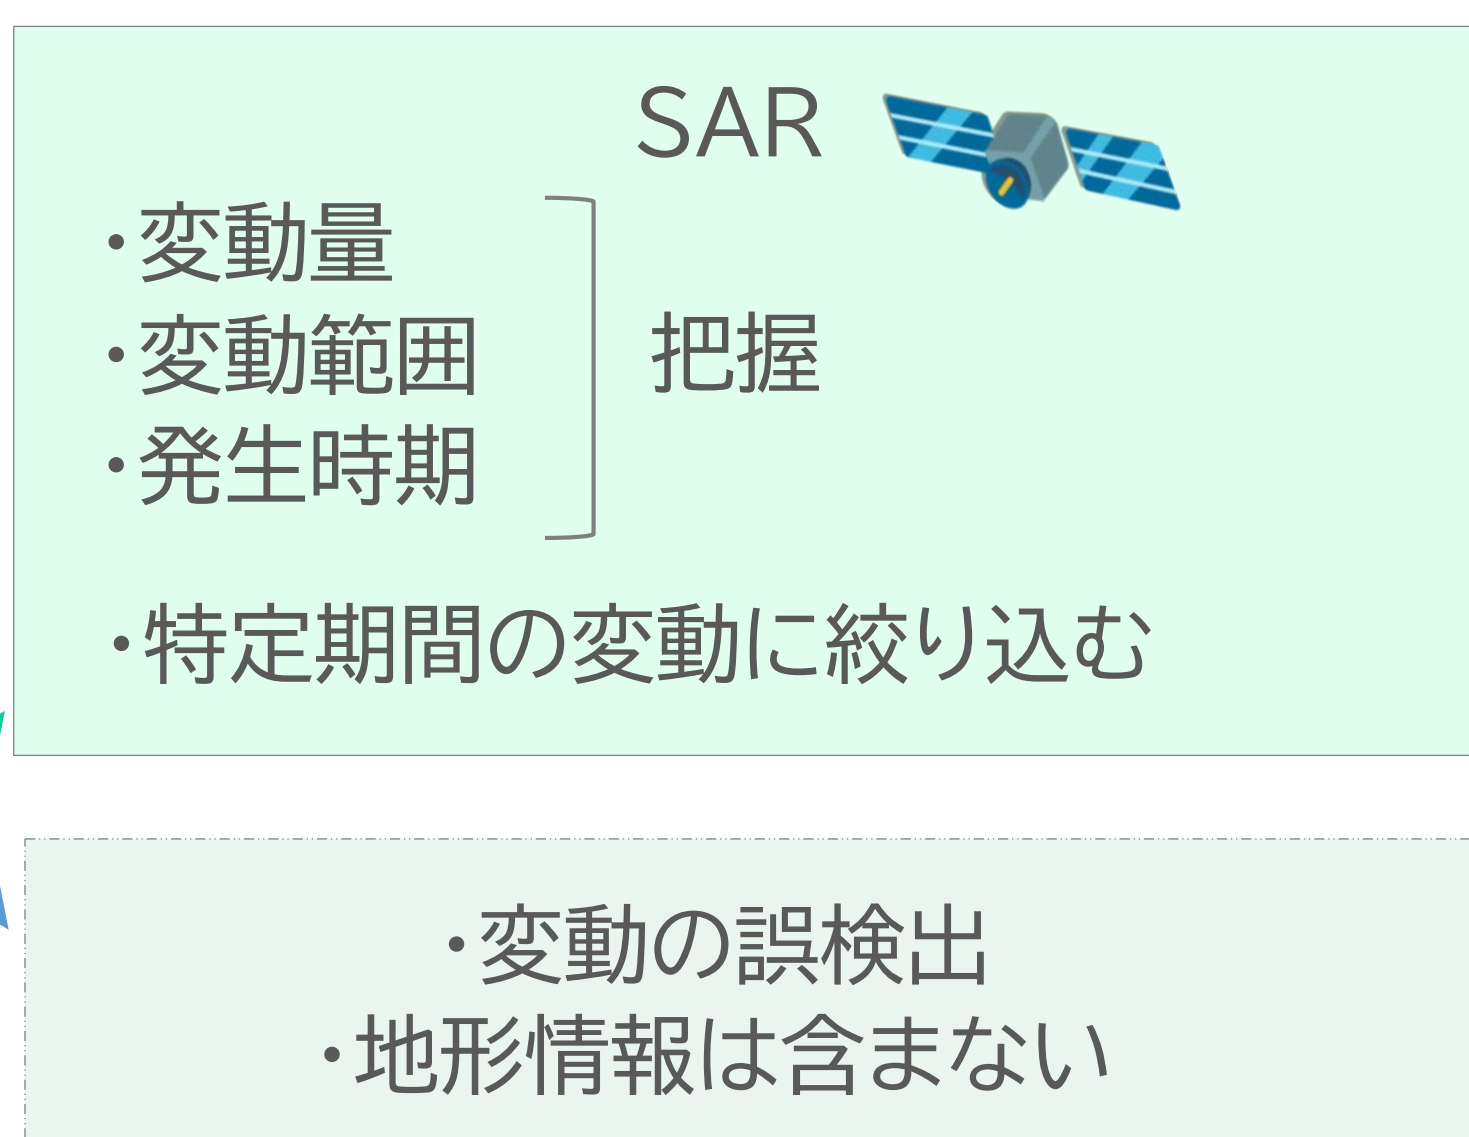 SAR
・変動量
・変動範囲
・発生時期
把握
・特定期間の変動に絞り込む
・変動の誤検出
・地形情報は含まない